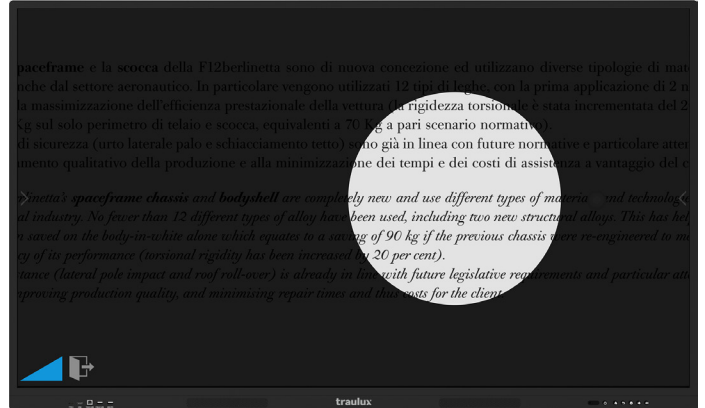 paceframe e la scocca della F12berlinetta sono di nuova concezione ed utilizzano diverse tipologie di mat
nche dal settore aeronautico. In particolare vengono utilizzati 12 tipi di leghe, con la prima applicazione di 2 n
la massimizzazione dell'efficienza prestazionale della vettura (la rigidezza torsionale è stata incrementata del 2
Kg sul solo perimetro di telaio e scocca, equivalenti a 70 Kg a pari scenario normativo).
di sicurezza (urto laterale palo e schiacciamento tetto) sono già in linea con future normative e particolare atten
amento qualitativo della produzione e alla minimizzazione dei tempi e dei costi di assistenza a vantaggio del c
linetta's spaceframe chassis and bodyshell are completely new and use different types of materia nd technolog
al industry. No fewer than 12 different types of alloy have been used, including two new structural alloys. This has hel
n saved on the body-in-white alone which equates to a saving of 90 kg if the previous chassis were re-engineered to m
cy of its performance (torsional rigidity has been increased by 20 per cent).
stance (lateral pole impact and roof roll-over) is already in line with future legislative requirements and particular att
mproving production quality, and minimising repair times and thus costs for the client.
traulux